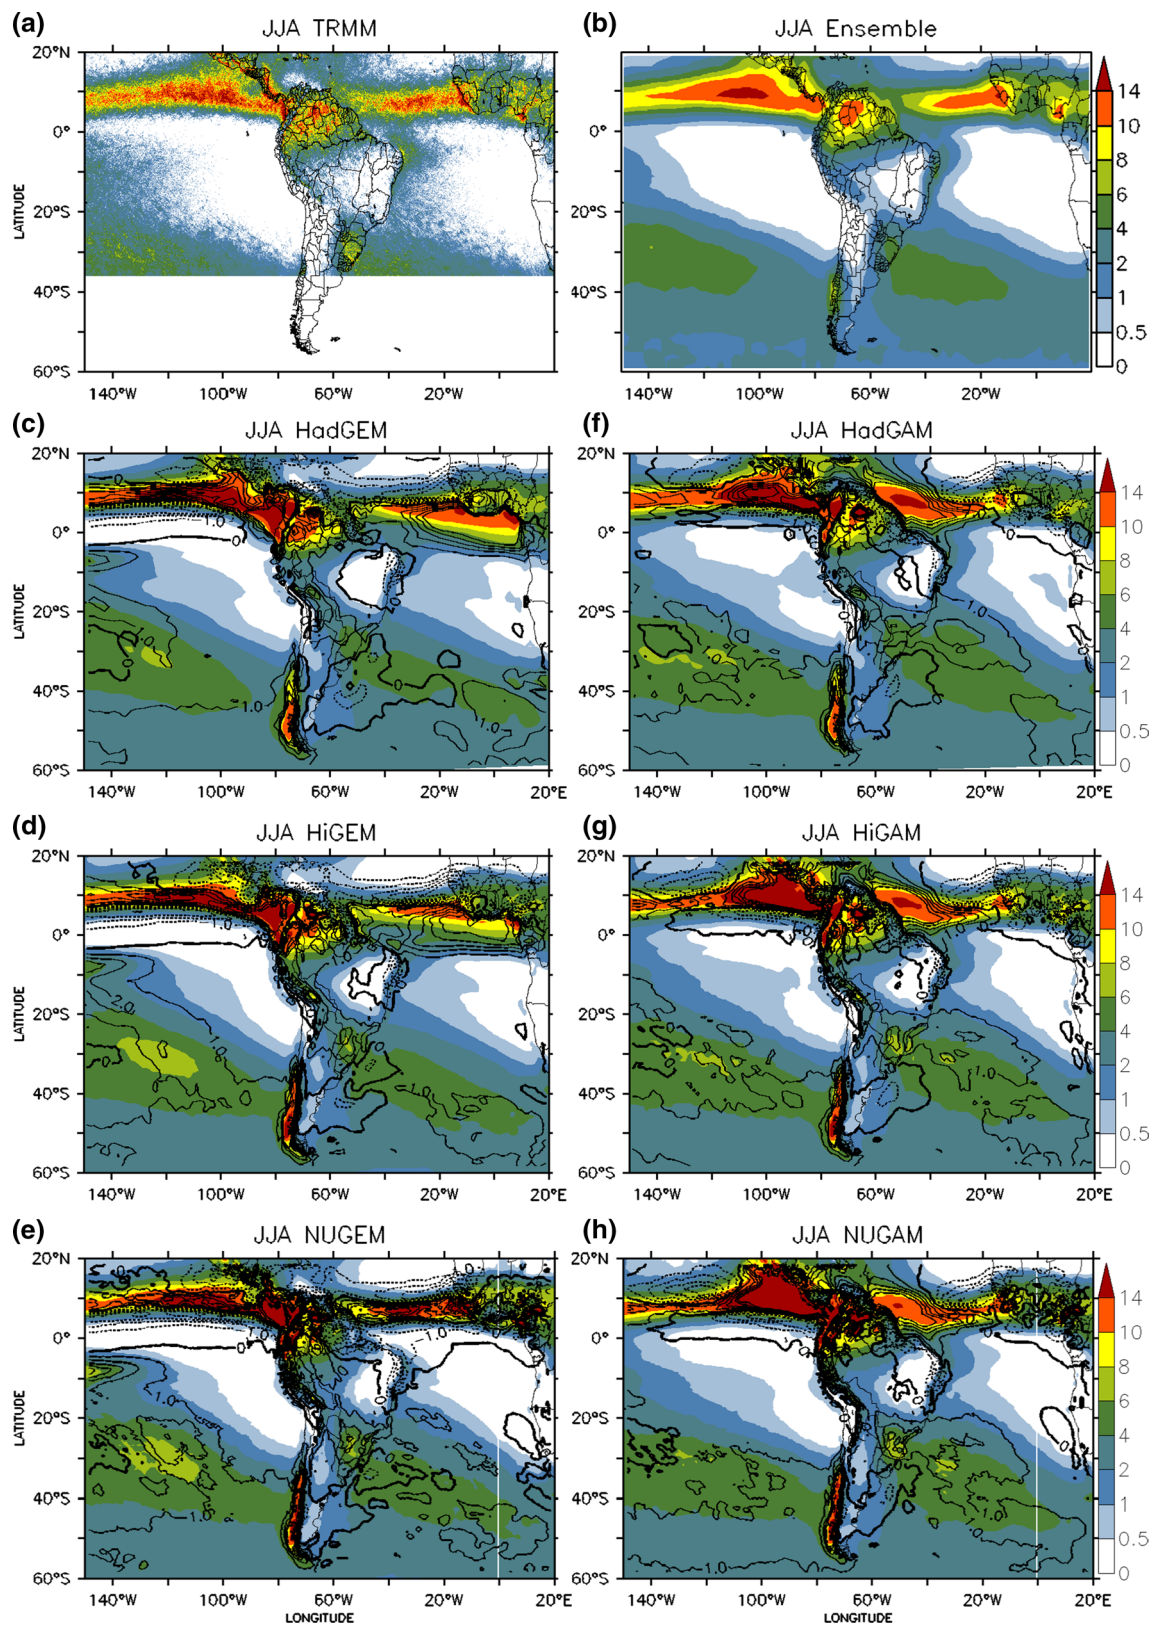 (a) JJA TRMM
20°N
0°
20°S
40°S
60°S
LATITUDE
140°W 100°W 60°W 20°W
(b) JJA Ensemble
20°N
0°
20°S
40°S
140°W 100°W 60°W 20°W
14
10
8
6
4
2
1
0.5
0
(c) JJA HadGEM
20°N
0°
20°S
40°S
60°S
LATITUDE
140°W 100°W 60°W 20°W 20°E
(f) JJA HadGAM
20°N
0°
20°S
40°S
60°S
140°W 100°W 60°W 20°W 20°E
14
10
8
6
4
2
1
0.5
0
(d) JJA HiGEM
20°N
0°
20°S
40°S
60°S
LATITUDE
140°W 100°W 60°W 20°W 20°E
(g) JJA HiGAM
20°N
0°
20°S
40°S
60°S
140°W 100°W 60°W 20°W 20°E
14
10
8
6
4
2
1
0.5
0
(e) JJA NUGEM
20°N
0°
20°S
40°S
60°S
LATITUDE
140°W 100°W 60°W 20°W 20°E
LONGITUDE
(h) JJA NUGAM
20°N
0°
20°S
40°S
60°S
140°W 100°W 60°W 20°W 20°E
LONGITUDE
14
10
8
6
4
2
1
0.5
0